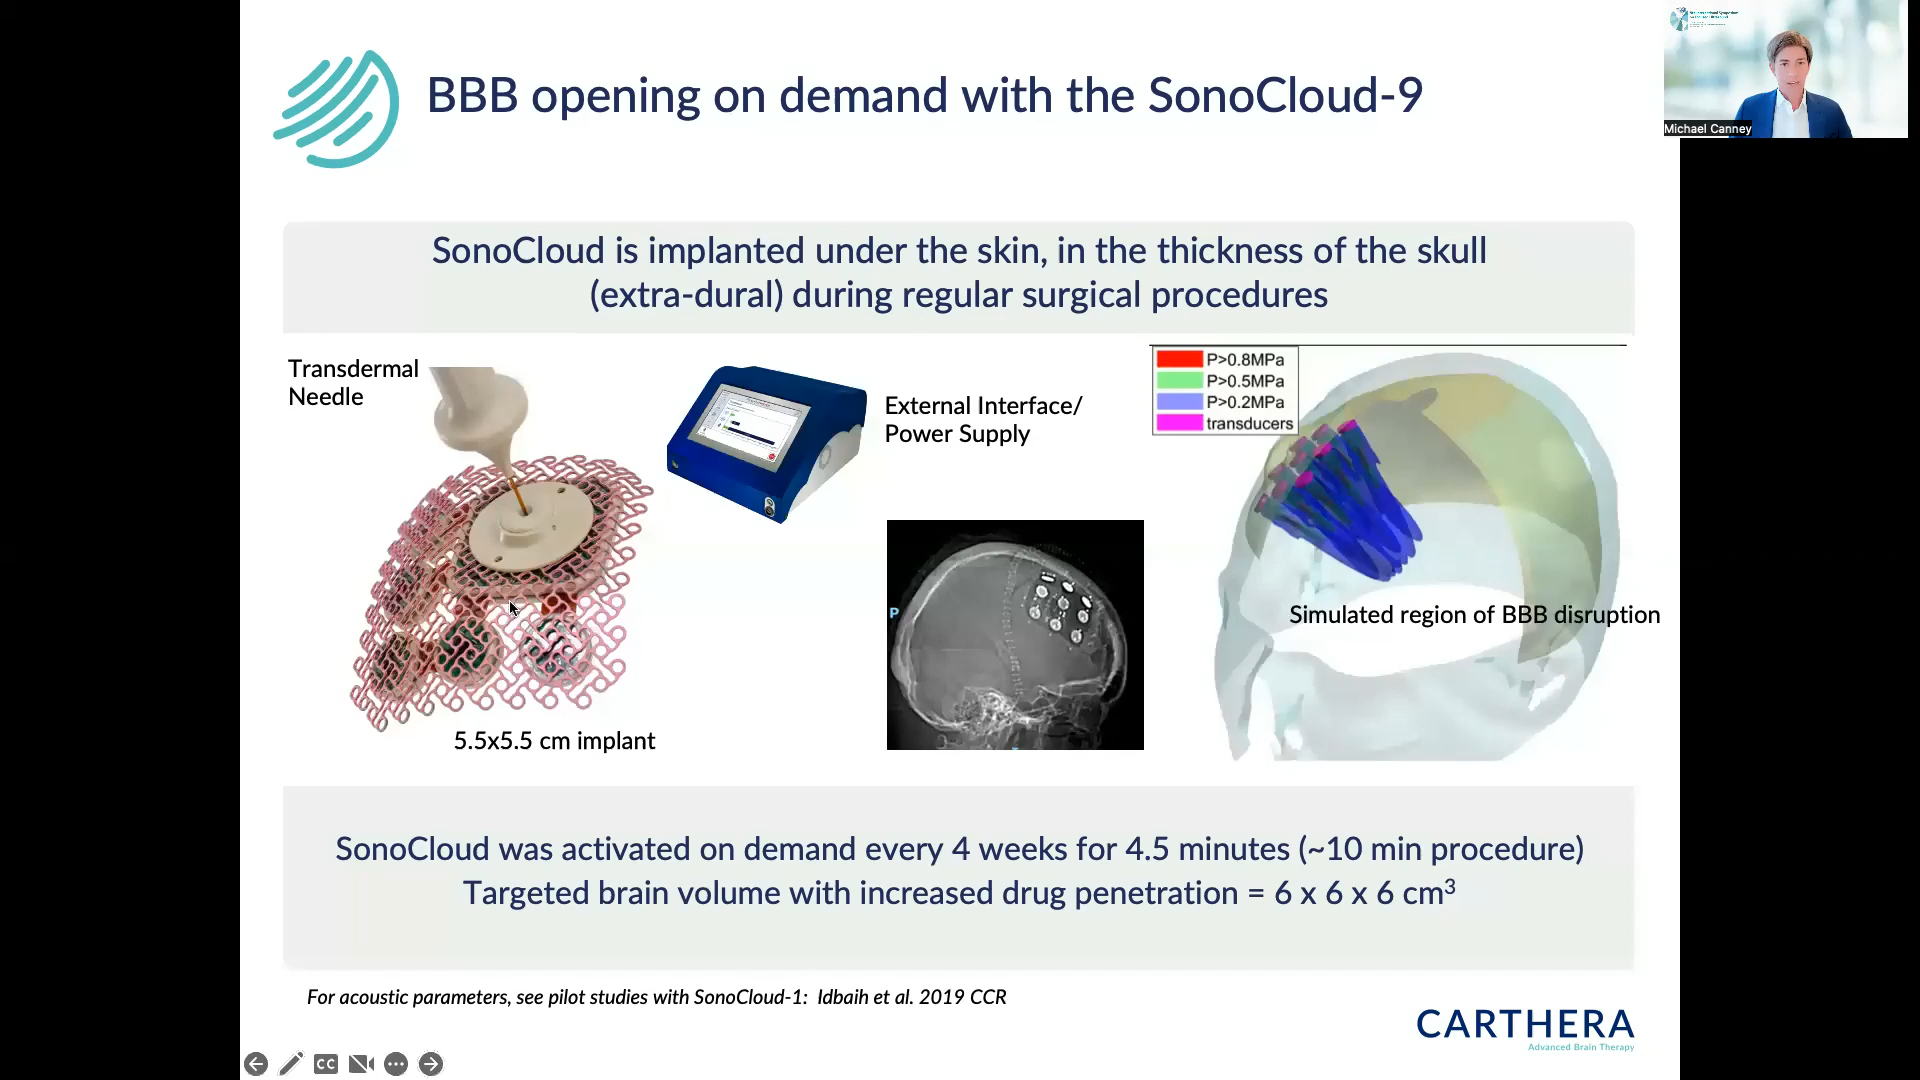 BBB opening on demand with the SonoCloud-9
Michael Canney
SonoCloud is implanted under the skin, in the thickness of the skull
(extra-dural) during regular surgical procedures
Transdermal
Needle
External Interface/
Power Supply
P>0.8MPa
P>0.5MPa
P>0.2MPa
transducers
P
Simulated region of BBB disruption
5.5x5.5 cm implant
SonoCloud was activated on demand every 4 weeks for 4.5 minutes (~10 min procedure)
Targeted brain volume with increased drug penetration = 6 x 6 x 6 cm³
For acoustic parameters, see pilot studies with SonoCloud-1: Idbaih et al. 2019 CCR
CARTHERA
Advanced Brain Therapy
CC